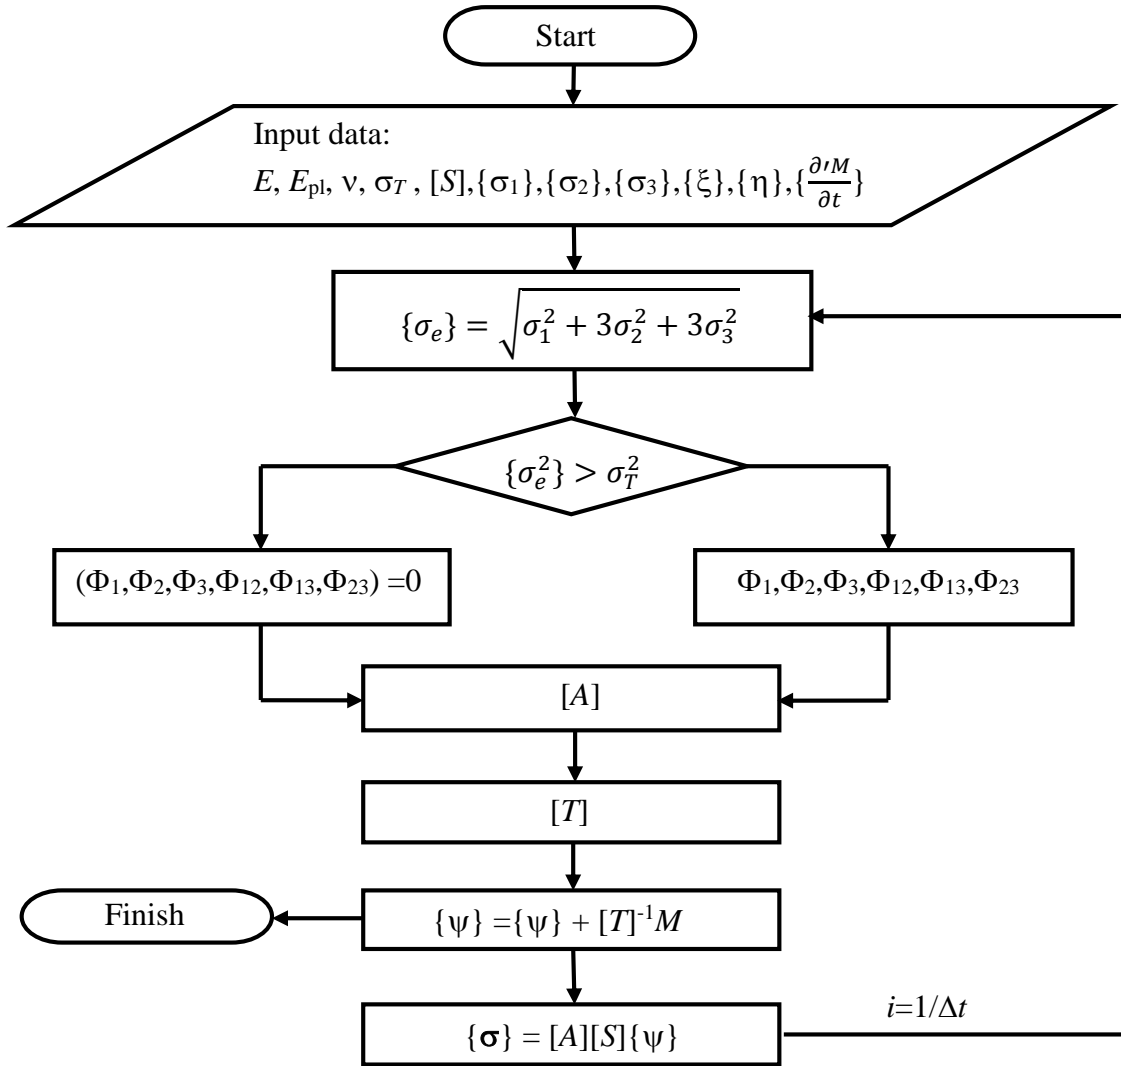 Start
Input data:
E, E_pl, ν, σ_T , [S],{σ₁},{σ₂},{σ₃},{ξ},{η},{∂′M/∂t}
{σ_e} = √(σ₁² + 3σ₂² + 3σ₃²)
{σ_e²} > σ_T²
(Φ₁,Φ₂,Φ₃,Φ₁₂,Φ₁₃,Φ₂₃) =0
Φ₁,Φ₂,Φ₃,Φ₁₂,Φ₁₃,Φ₂₃
[A]
[T]
Finish
{ψ} ={ψ} + [T]⁻¹M
{σ} = [A][S]{ψ}
i=1/Δt